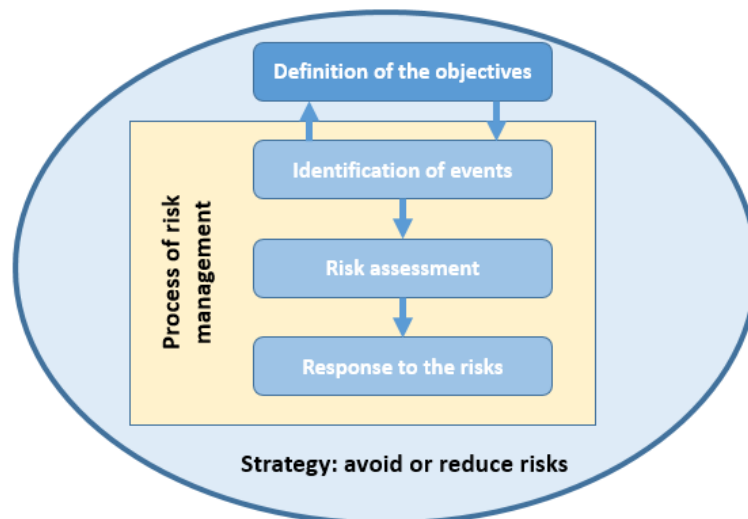 Definition of the objectives
Identification of events
Process of risk
management
Risk assessment
Response to the risks
Strategy: avoid or reduce risks